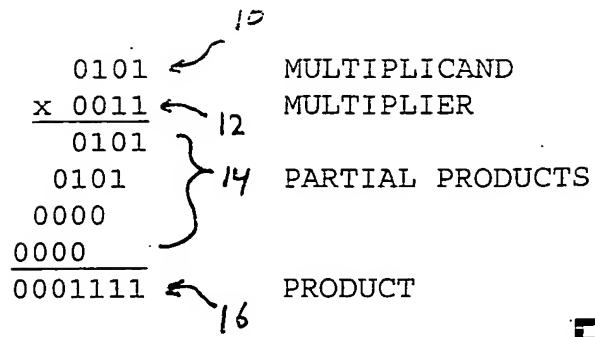 10
0101 MULTIPLICAND
x 0011 12 MULTIPLIER
0101
0101 14 PARTIAL PRODUCTS
0000
0000
0001111 PRODUCT
16